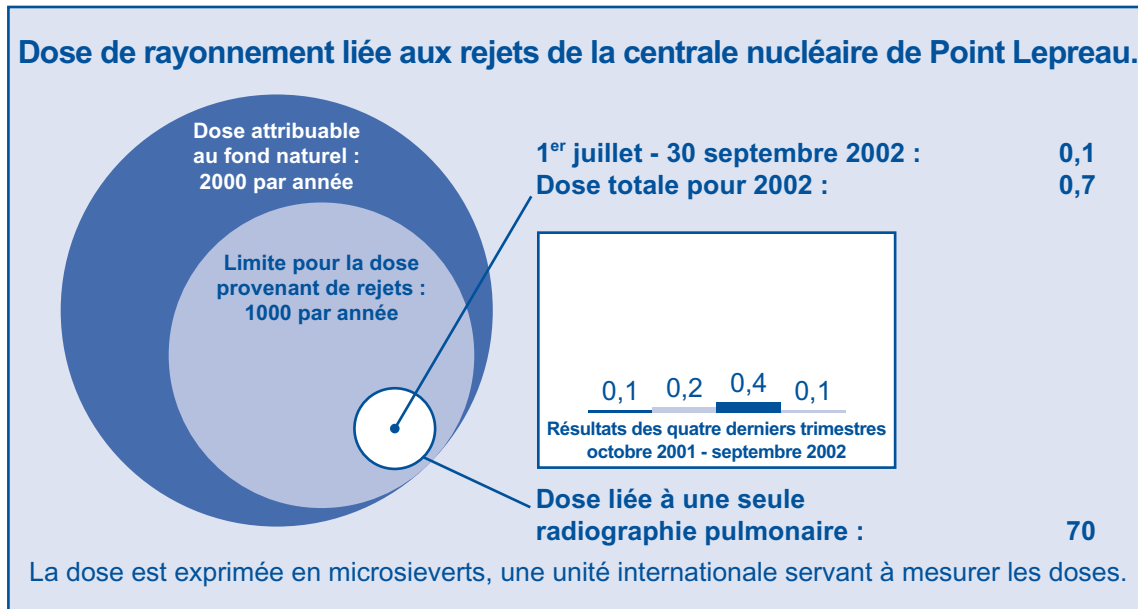 Dose de rayonnement liée aux rejets de la centrale nucléaire de Point Lepreau.
Dose attribuable
au fond naturel :
2000 par année
Limite pour la dose
provenant de rejets :
1000 par année
1er juillet - 30 septembre 2002 : 0,1
Dose totale pour 2002 : 0,7
0,1 0,2 0,4 0,1
Résultats des quatre derniers trimestres
octobre 2001 - septembre 2002
Dose liée à une seule
radiographie pulmonaire : 70
La dose est exprimée en microsieverts, une unité internationale servant à mesurer les doses.